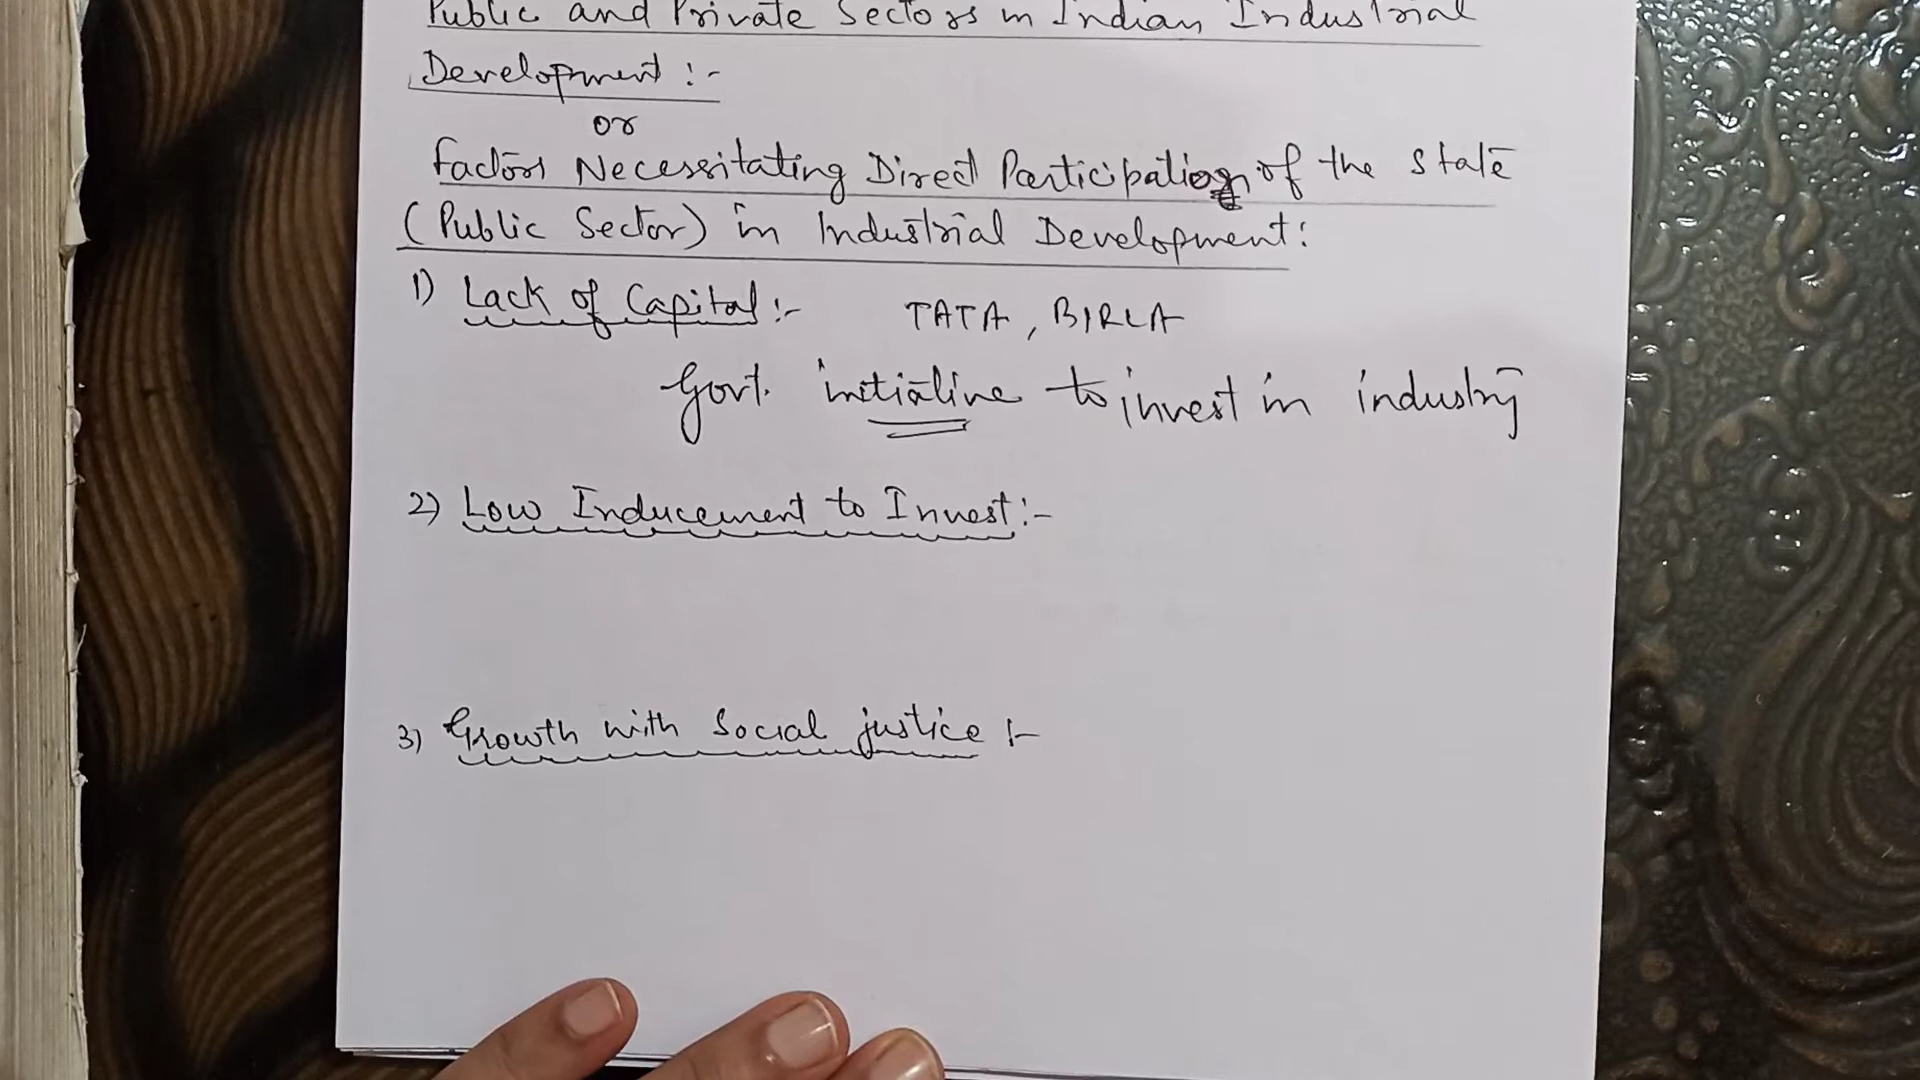 Public and Private Sectors in Indian Industrial
Development :-
or
Factors Necessitating Direct Participation of the State
(Public Sector) in Industrial Development:
1) Lack of Capital :- TATA, BIRLA
Govt. initiative to invest in industry
2) Low Inducement to Invest :-
3) Growth with Social justice :-